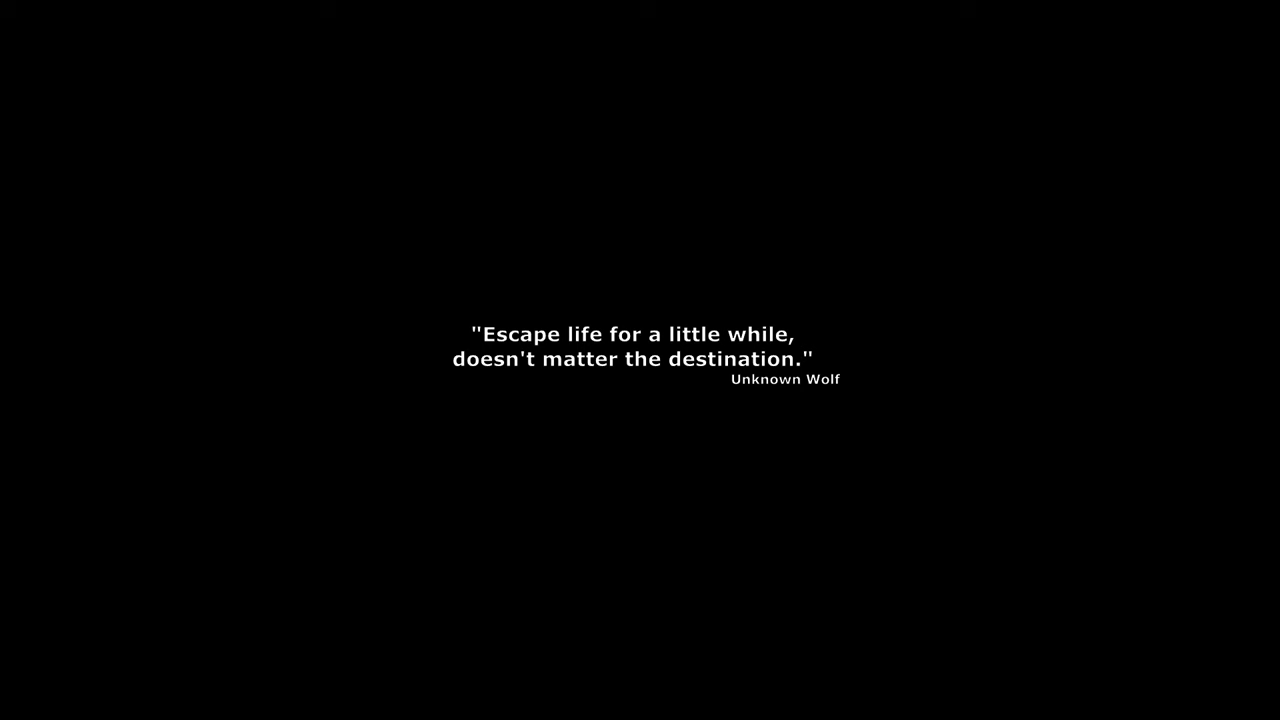 "Escape life for a little while,
doesn't matter the destination."
Unknown Wolf